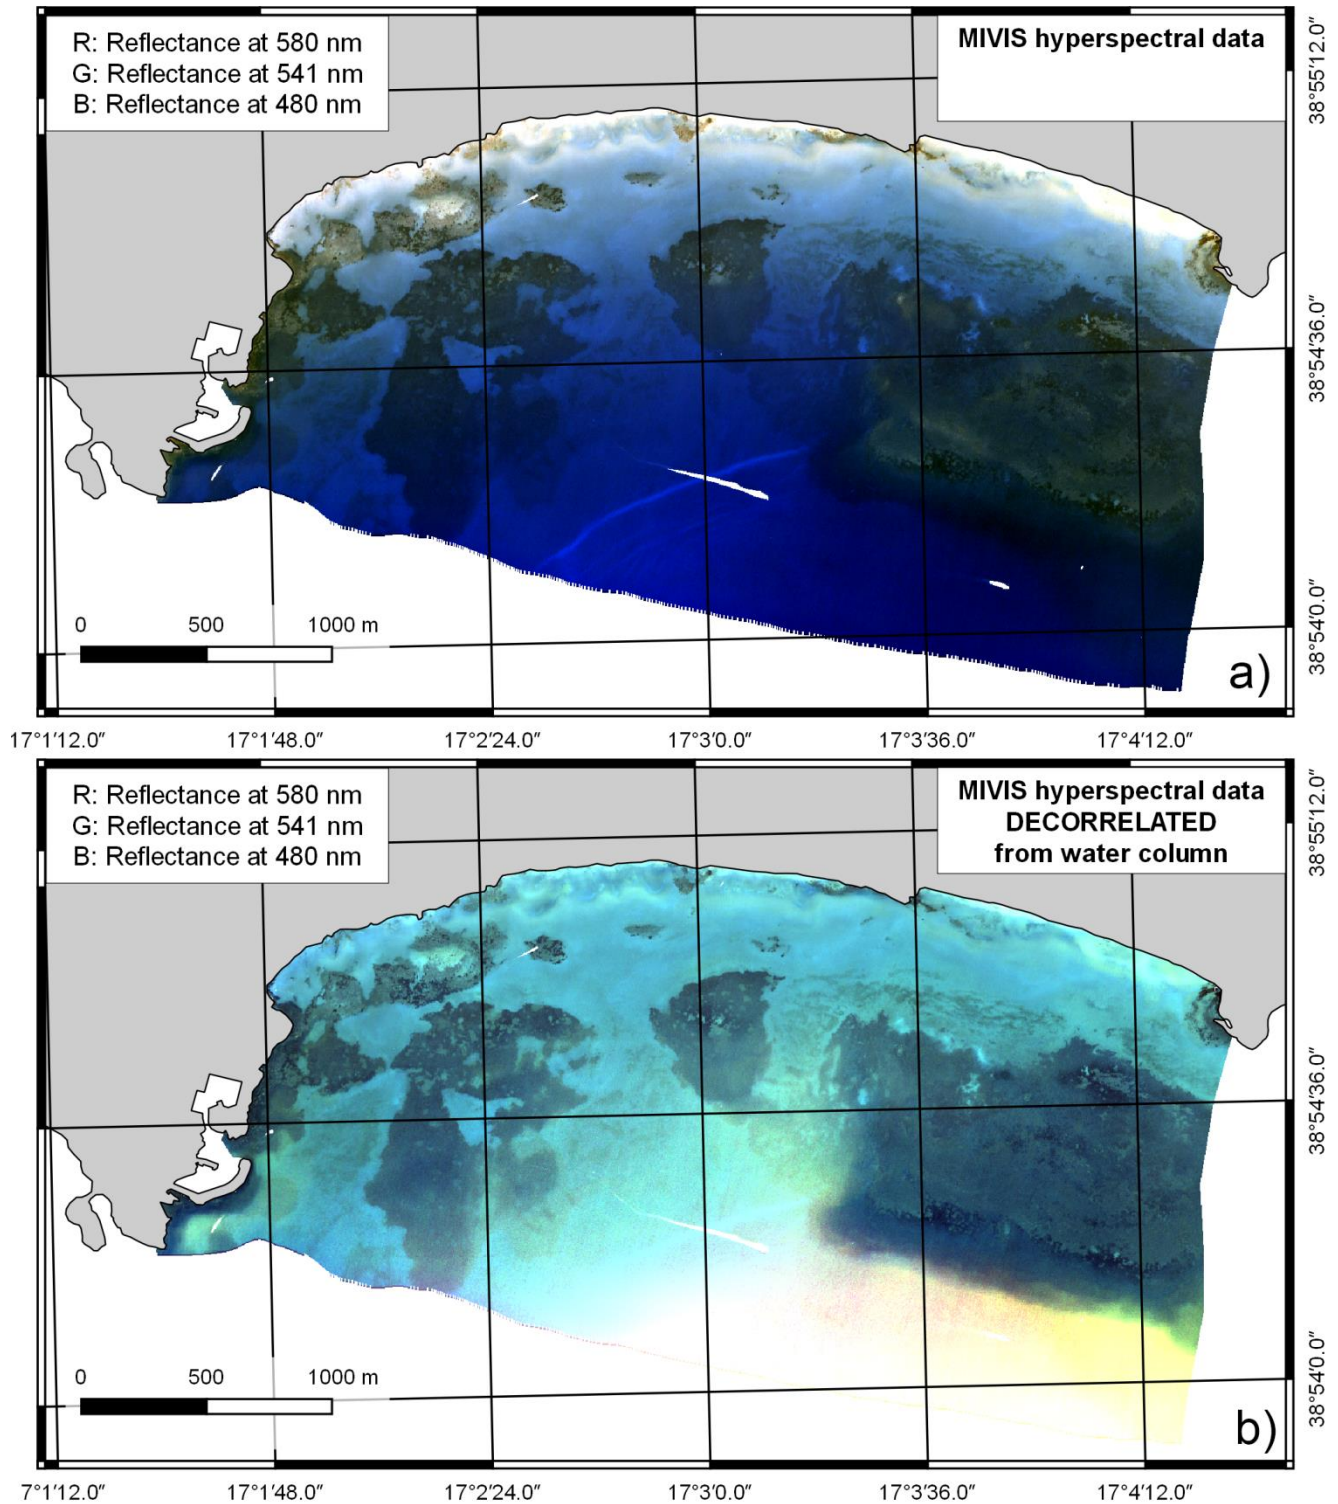 R: Reflectance at 580 nm
G: Reflectance at 541 nm
B: Reflectance at 480 nm
MIVIS hyperspectral data
38°55'12.0"
38°54'36.0"
38°54'0.0"
0 500 1000 m
a)
17°1'12.0" 17°1'48.0" 17°2'24.0" 17°3'0.0" 17°3'36.0" 17°4'12.0"
R: Reflectance at 580 nm
G: Reflectance at 541 nm
B: Reflectance at 480 nm
MIVIS hyperspectral data
DECORRELATED
from water column
38°55'12.0"
38°54'36.0"
38°54'0.0"
0 500 1000 m
b)
7°1'12.0" 17°1'48.0" 17°2'24.0" 17°3'0.0" 17°3'36.0" 17°4'12.0"